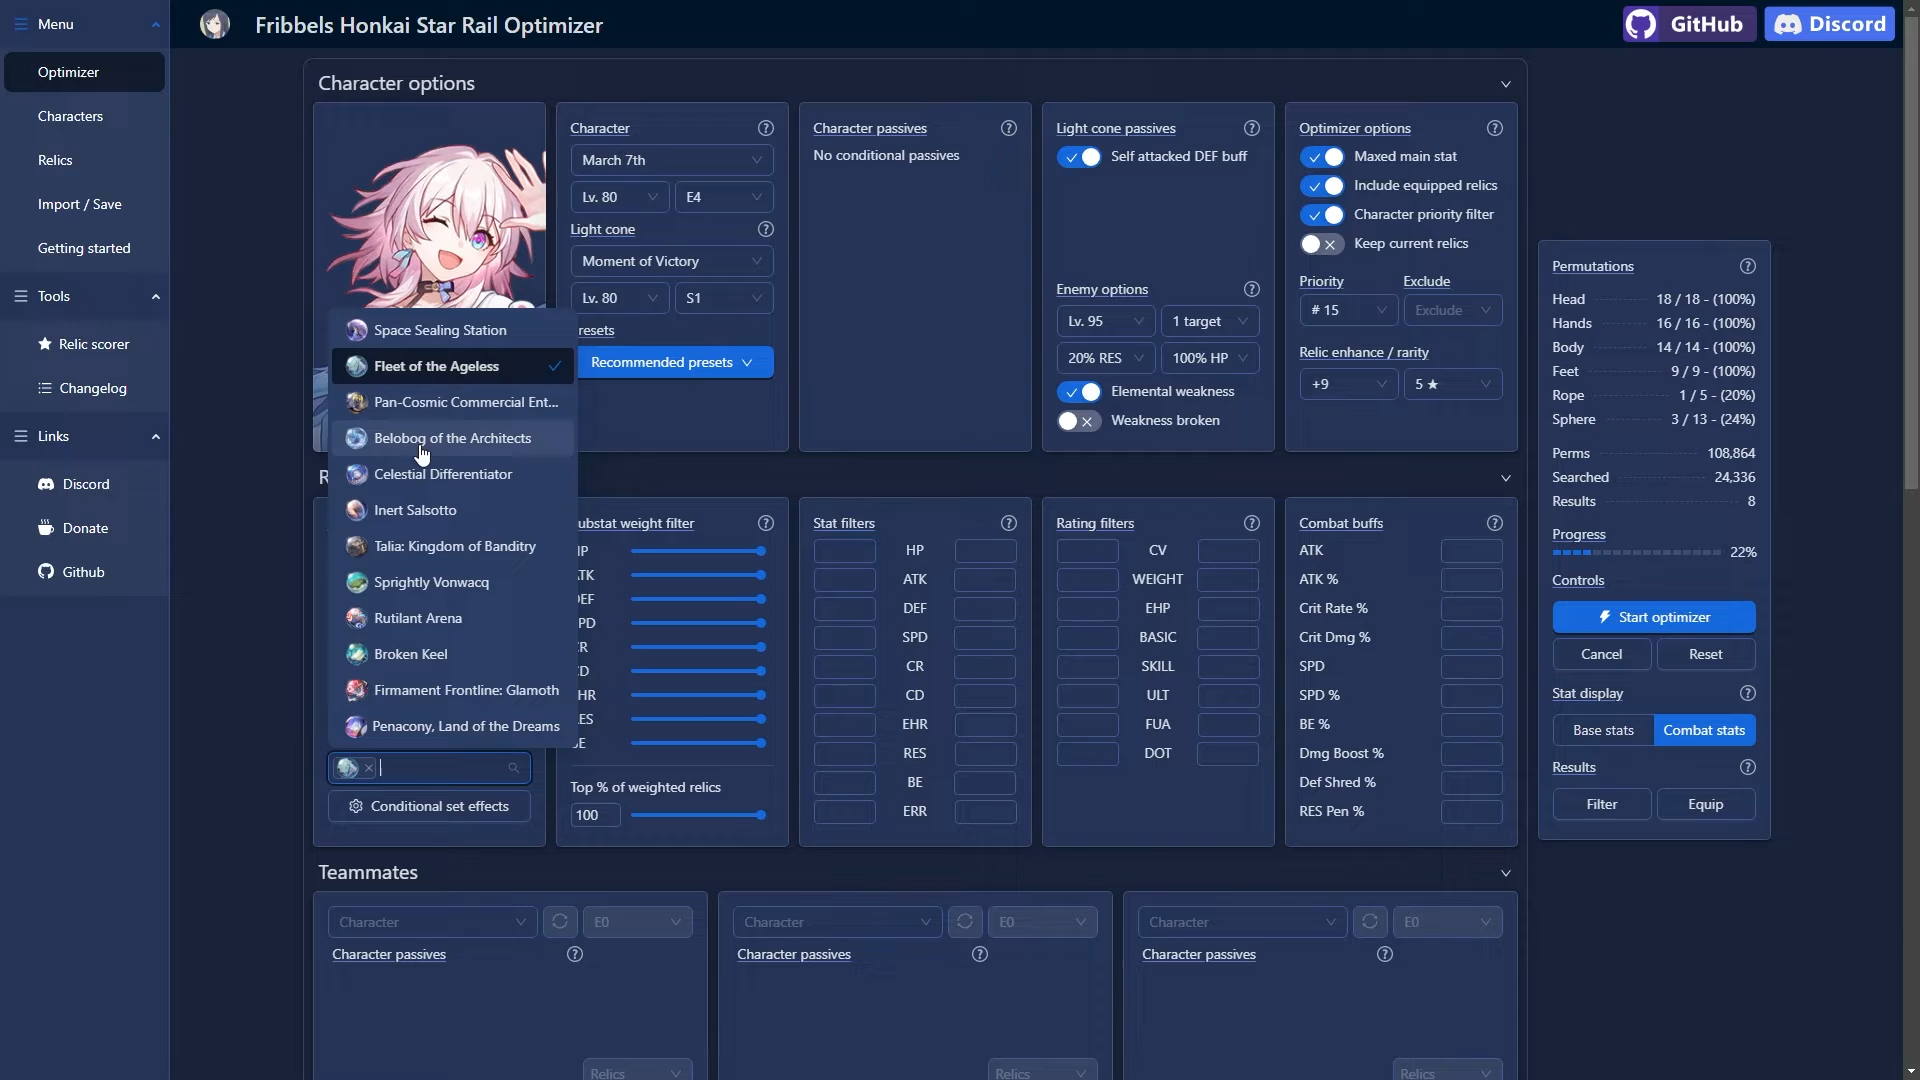 Menu
Optimizer
Characters
Relics
Import / Save
Getting started
Tools
Relic scorer
Changelog
Links
Discord
Donate
Github
Fribbels Honkai Star Rail Optimizer
GitHub
Discord
Character options
Character
March 7th
Lv. 80
E4
Light cone
Moment of Victory
Lv. 80
S1
resets
Recommended presets
Character passives
No conditional passives
Light cone passives
Self attacked DEF buff
Enemy options
Lv. 95
1 target
20% RES
100% HP
Elemental weakness
Weakness broken
Optimizer options
Maxed main stat
Include equipped relics
Character priority filter
Keep current relics
Priority
Exclude
# 15
Exclude
Relic enhance / rarity
+9
5 ★
Space Sealing Station
Fleet of the Ageless
Pan-Cosmic Commercial Ent...
Belobog of the Architects
Celestial Differentiator
Inert Salsotto
Talia: Kingdom of Banditry
Sprightly Vonwacq
Rutilant Arena
Broken Keel
Firmament Frontline: Glamoth
Penacony, Land of the Dreams
Conditional set effects
ubstat weight filter
Top % of weighted relics
100
Stat filters
HP
ATK
DEF
SPD
CR
CD
EHR
RES
BE
ERR
Rating filters
CV
WEIGHT
EHP
BASIC
SKILL
ULT
FUA
DOT
Combat buffs
ATK
ATK %
Crit Rate %
Crit Dmg %
SPD
SPD %
BE %
Dmg Boost %
Def Shred %
RES Pen %
Permutations
Head 18 / 18 - (100%)
Hands 16 / 16 - (100%)
Body 14 / 14 - (100%)
Feet 9 / 9 - (100%)
Rope 1 / 5 - (20%)
Sphere 3 / 13 - (24%)
Perms 108,864
Searched 24,336
Results 8
Progress
22%
Controls
Start optimizer
Cancel
Reset
Stat display
Base stats
Combat stats
Results
Filter
Equip
Teammates
Character
E0
Character passives
Relics
Character
E0
Character passives
Relics
Character
E0
Character passives
Relics